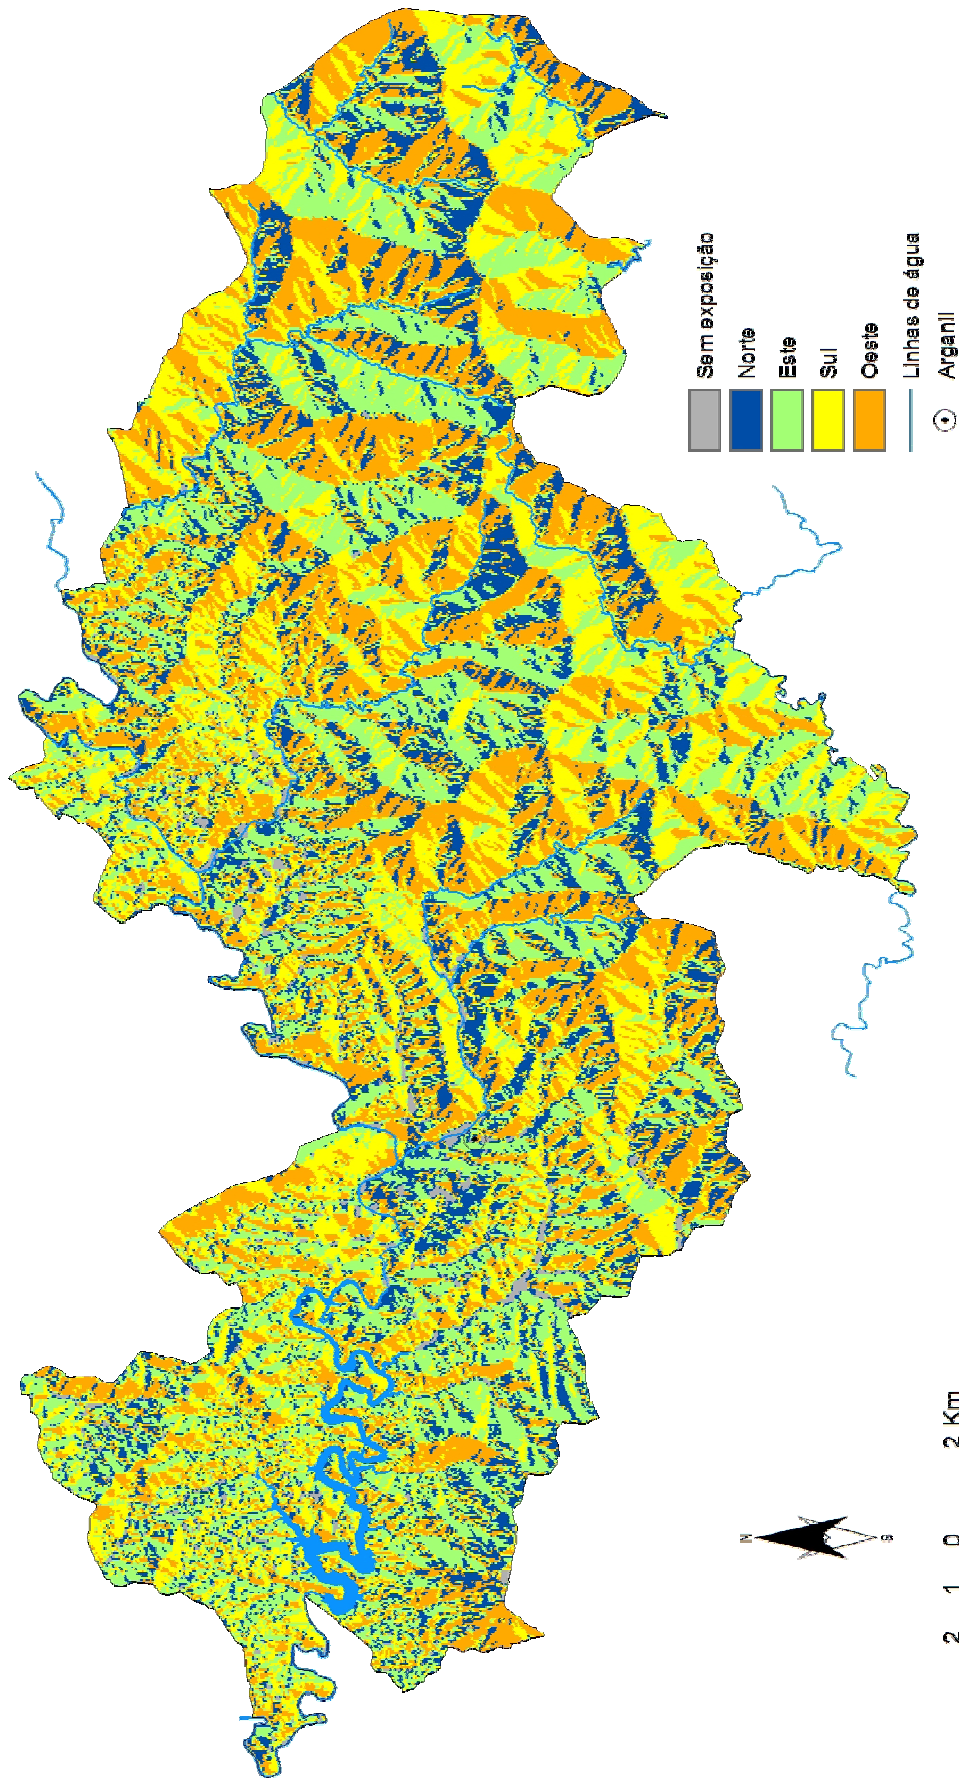 Sem exposição
Norte
Este
Sul
Oeste
Linhas de água
Arganil
N
S
2 1 0 2 Km